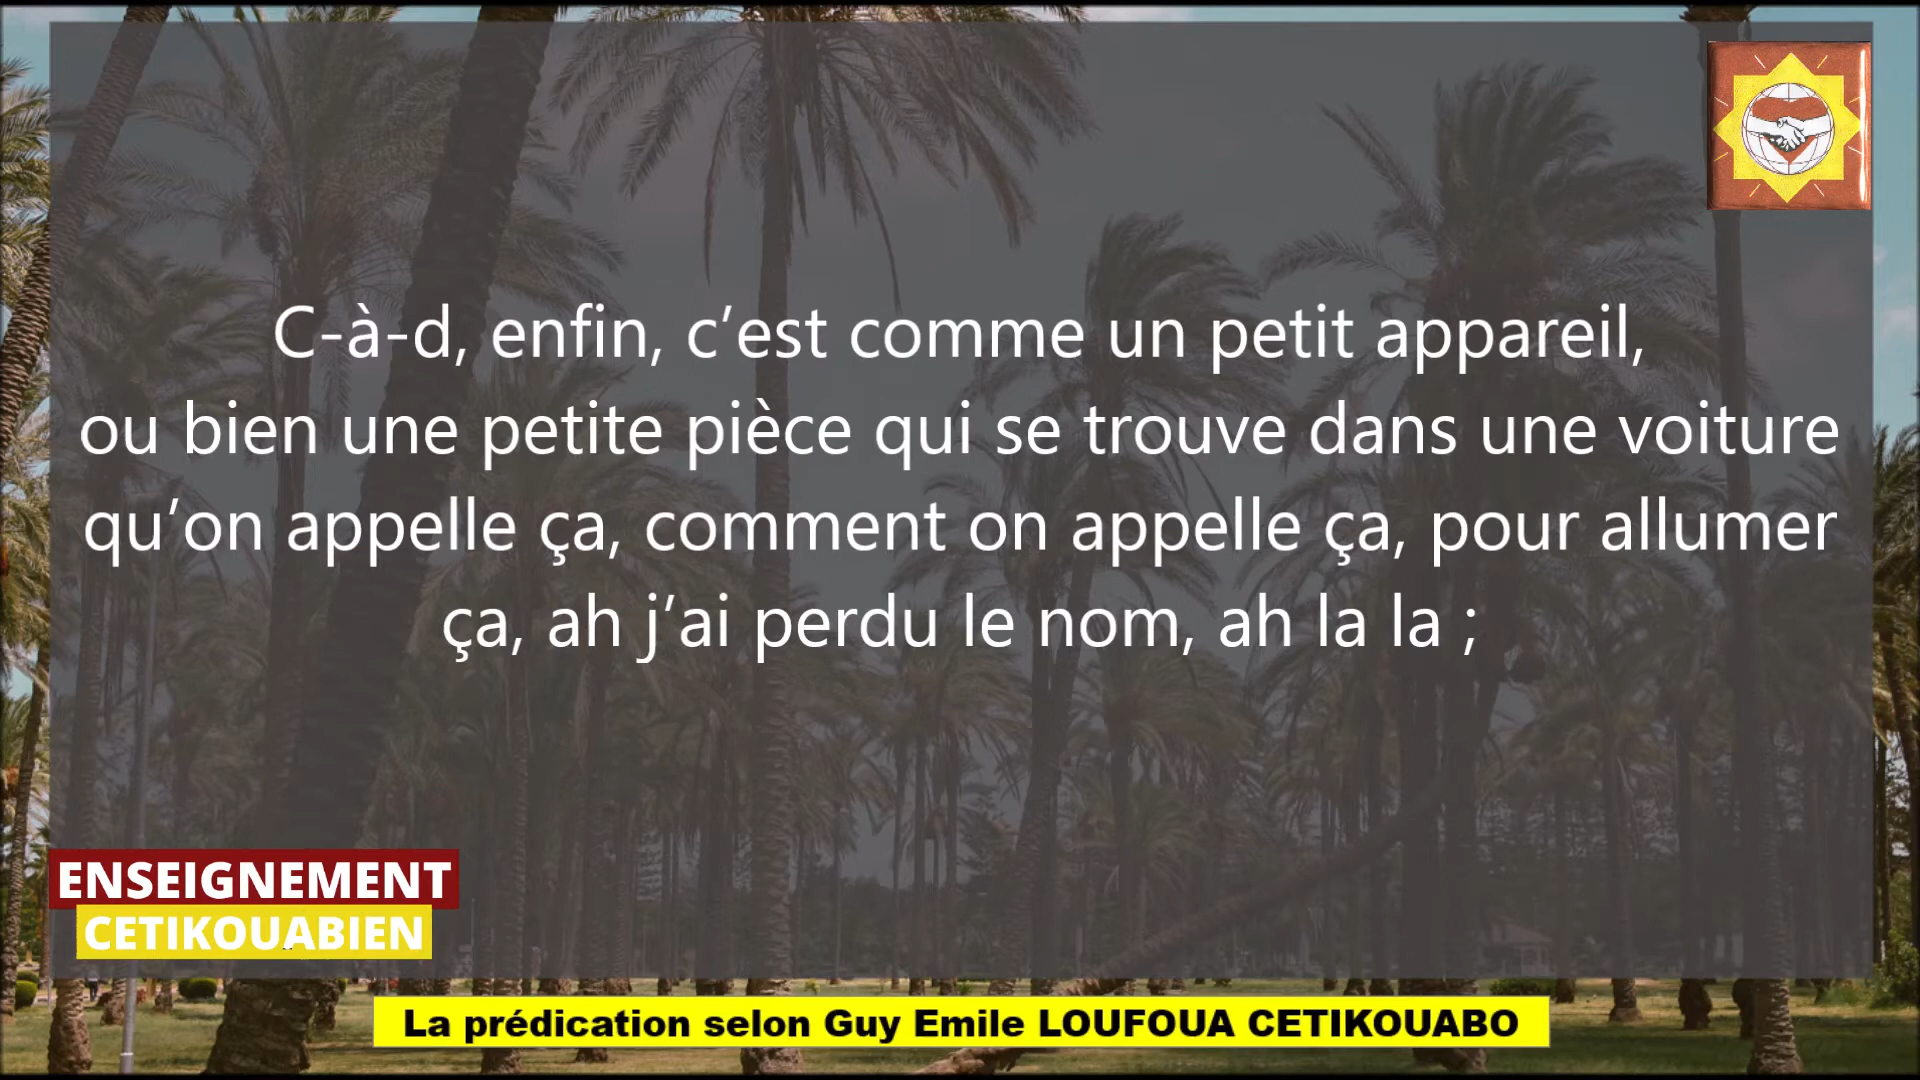 C-à-d, enfin, c’est comme un petit appareil,
ou bien une petite pièce qui se trouve dans une voiture
qu’on appelle ça, comment on appelle ça, pour allumer
ça, ah j’ai perdu le nom, ah la la ;
ENSEIGNEMENT
CETIKOUABIEN
La prédication selon Guy Emile LOUFOUA CETIKOUABO